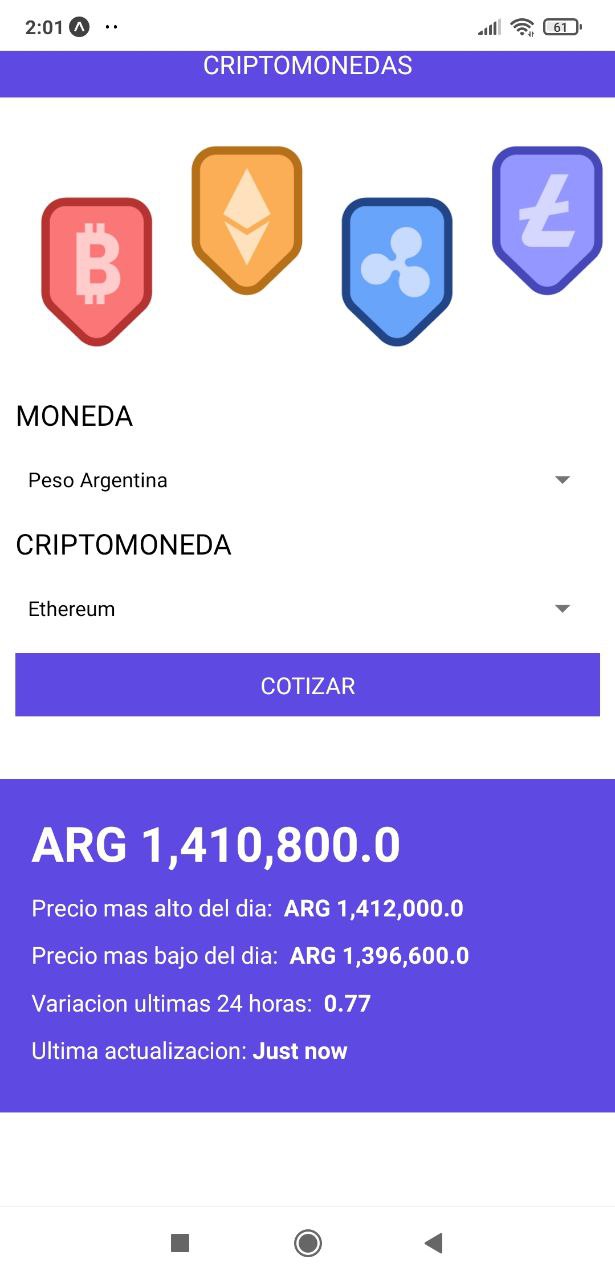 2:01
61
CRIPTOMONEDAS
MONEDA
Peso Argentina
CRIPTOMONEDA
Ethereum
COTIZAR
ARG 1,410,800.0
Precio mas alto del dia: ARG 1,412,000.0
Precio mas bajo del dia: ARG 1,396,600.0
Variacion ultimas 24 horas: 0.77
Ultima actualizacion: Just now